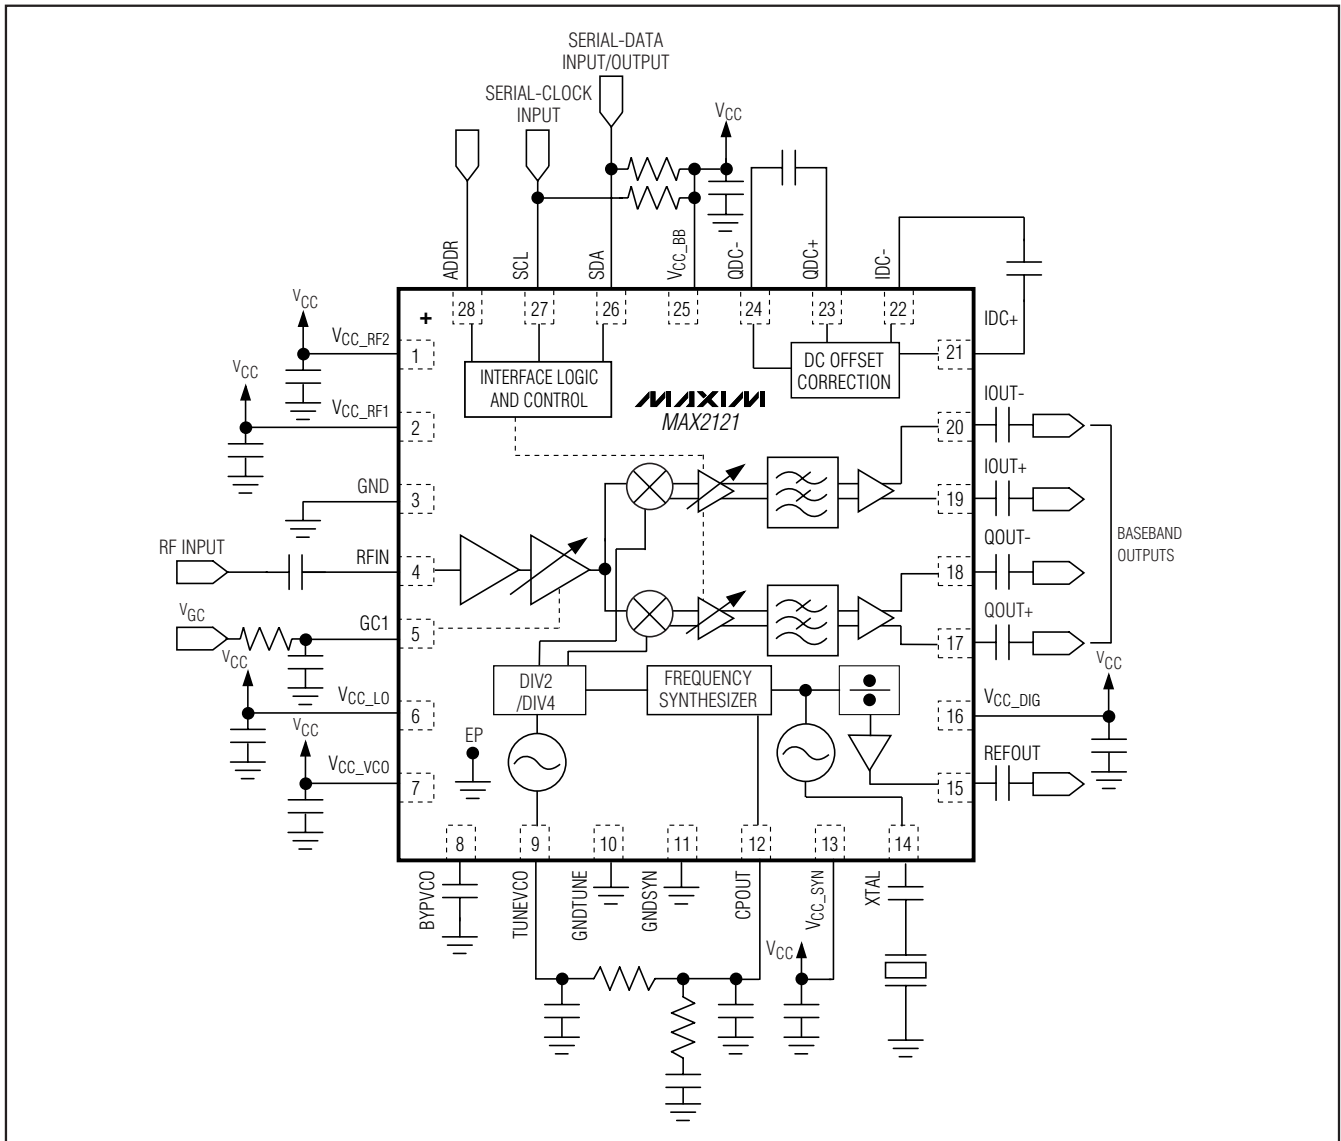 SERIAL-DATA
INPUT/OUTPUT
SERIAL-CLOCK
INPUT
VCC
ADDR
SCL
SDA
VCC_BB
QDC-
QDC+
IDC-
28
27
26
25
24
23
22
+
VCC
VCC_RF2
1
VCC
VCC_RF1
2
GND
3
RF INPUT
RFIN
4
VGC
GC1
5
VCC
VCC_LO
6
VCC
VCC_VCO
7
INTERFACE LOGIC
AND CONTROL
MAXIM
MAX2121
DC OFFSET
CORRECTION
DIV2
/DIV4
FREQUENCY
SYNTHESIZER
EP
IDC+
21
IOUT-
20
IOUT+
19
QOUT-
18
QOUT+
17
BASEBAND
OUTPUTS
VCC
VCC_DIG
16
REFOUT
15
8
9
10
11
12
13
14
BYPVCO
TUNEVCO
GNDTUNE
GNDSYN
CPOUT
VCC_SYN
XTAL
VCC